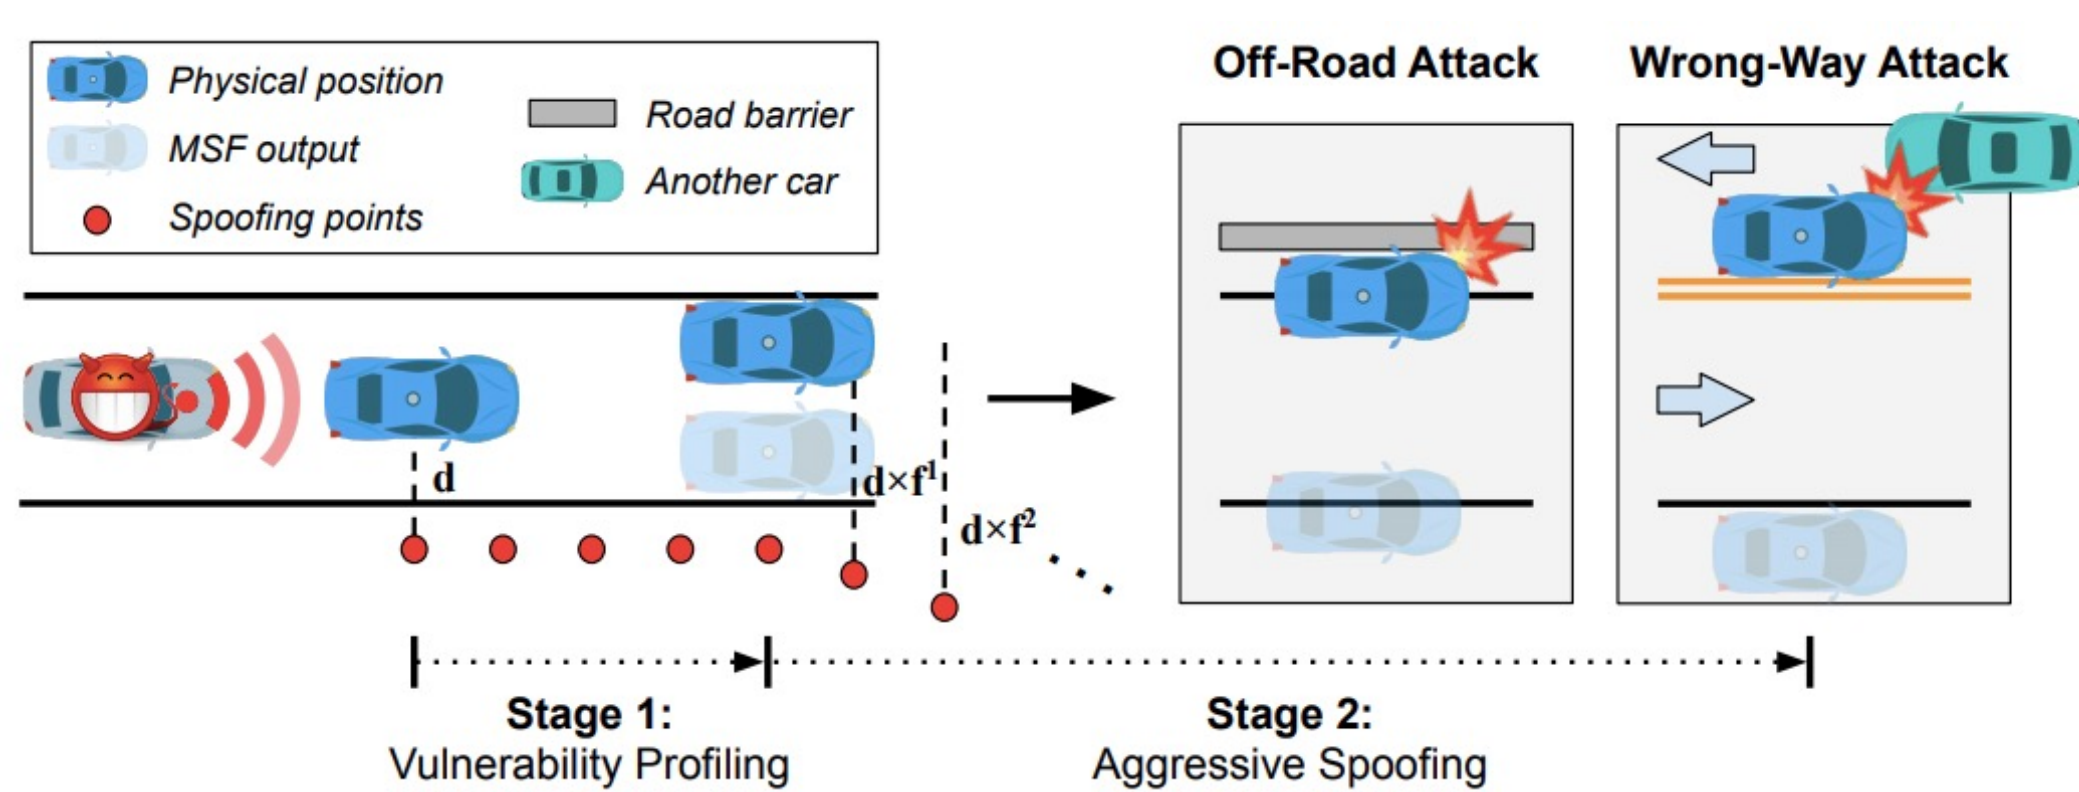 Physical position
MSF output
Spoofing points
Road barrier
Another car
Off-Road Attack
Wrong-Way Attack
d
d×f¹
d×f²
Stage 1:
Vulnerability Profiling
Stage 2:
Aggressive Spoofing